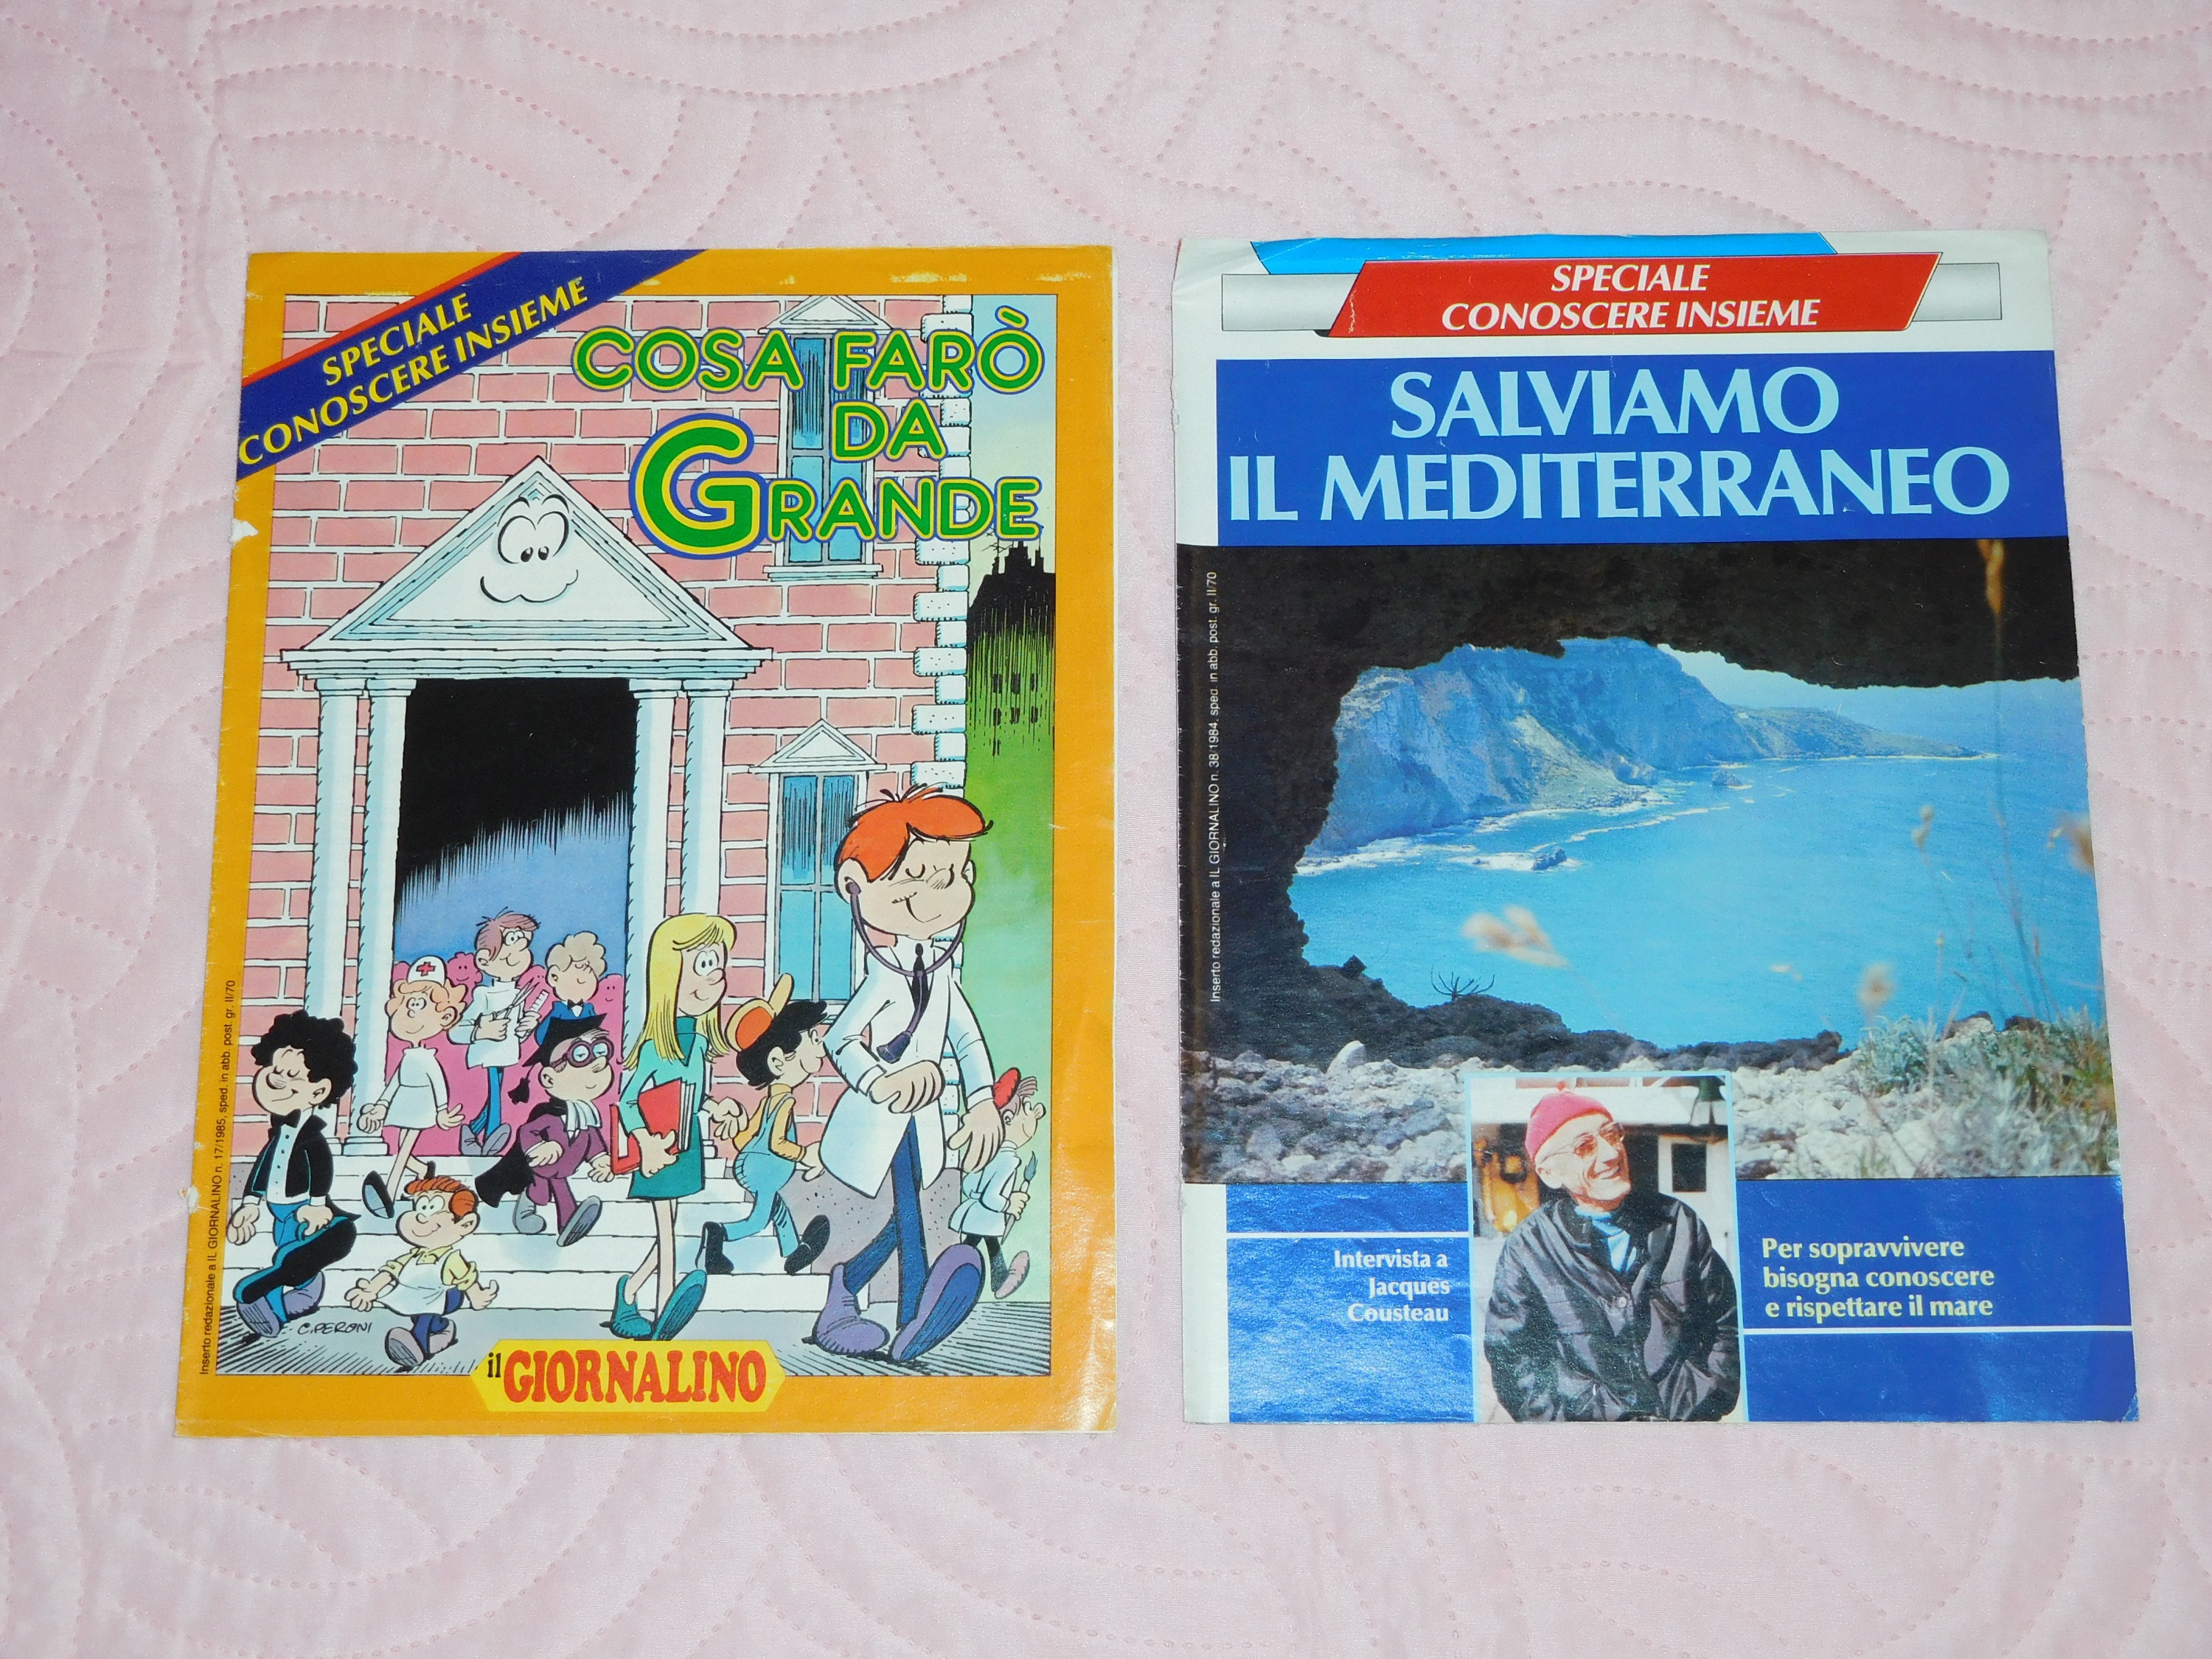 SPECIALE
CONOSCERE INSIEME
COSA FARÒ
DA
GRANDE
Inserto redazionale a IL GIORNALINO n. 17/1985, sped. in abb. post. gr. II/70
C. PERONI
il GIORNALINO
SPECIALE
CONOSCERE INSIEME
SALVIAMO
IL MEDITERRANEO
Inserto redazionale a IL GIORNALINO n. 38/1984, sped. in abb. post. gr. II/70
Intervista a
Jacques
Cousteau
Per sopravvivere
bisogna conoscere
e rispettare il mare